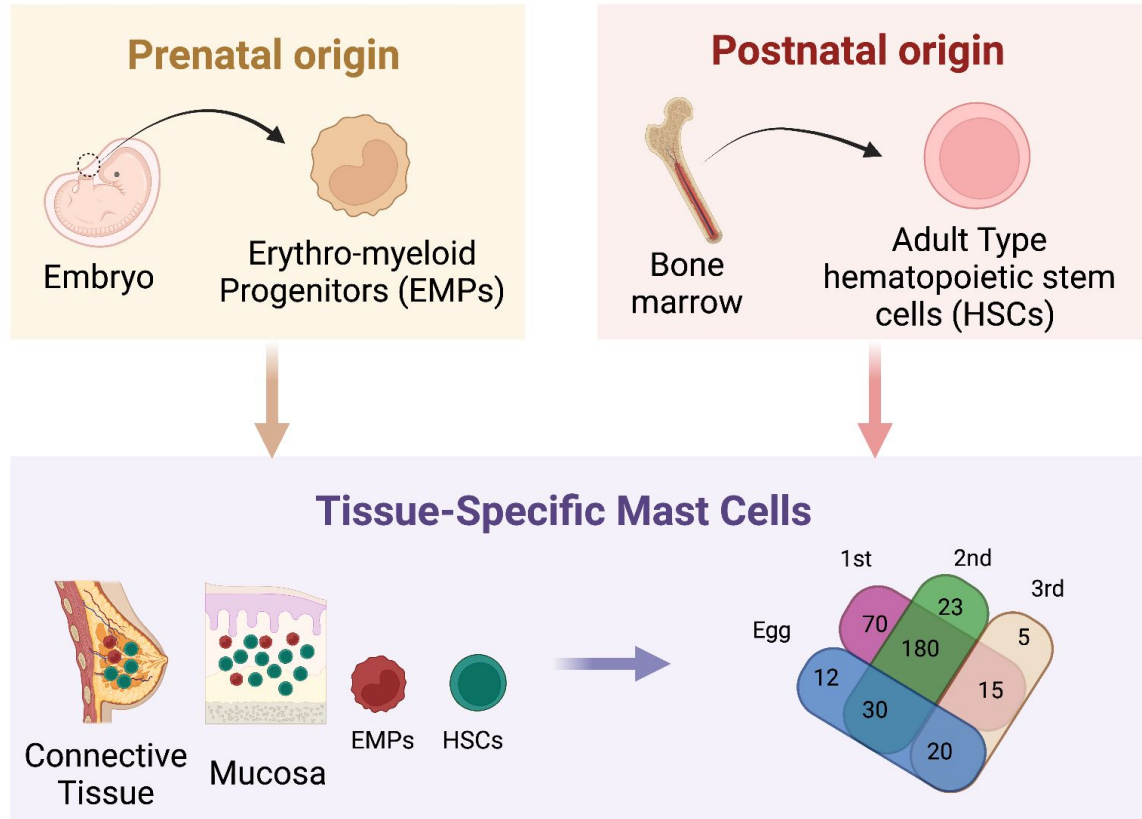 Prenatal origin
Embryo
Erythro-myeloid
Progenitors (EMPs)
Postnatal origin
Bone
marrow
Adult Type
hematopoietic stem
cells (HSCs)
Tissue-Specific Mast Cells
Connective
Tissue
Mucosa
EMPs
HSCs
1st
2nd
3rd
Egg
70
23
5
180
12
15
30
20